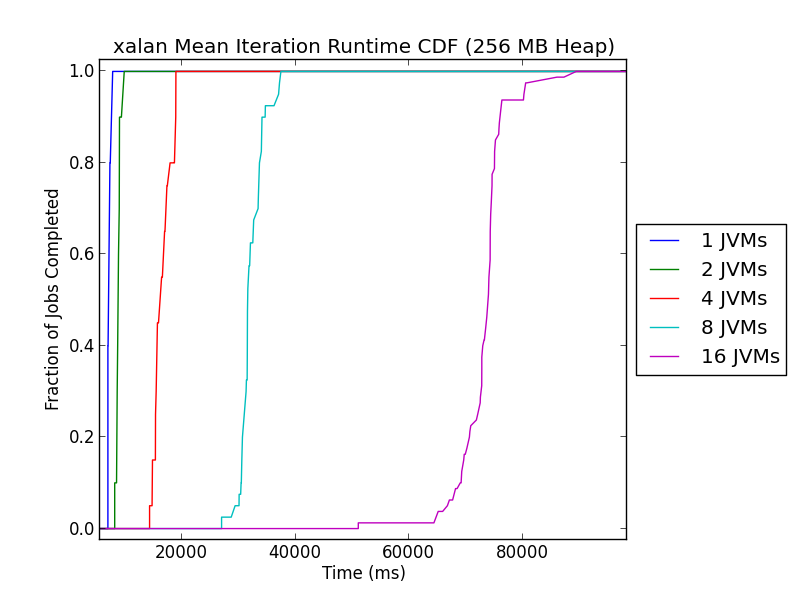 xalan Mean Iteration Runtime CDF (256 MB Heap)
1.0
0.8
0.6
0.4
0.2
0.0
Fraction of Jobs Completed
20000 40000 60000 80000
Time (ms)
1 JVMs
2 JVMs
4 JVMs
8 JVMs
16 JVMs